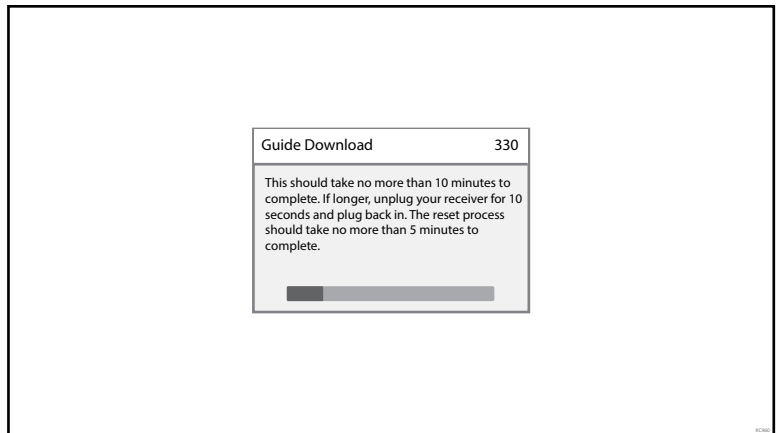 Guide Download 330
This should take no more than 10 minutes to
complete. If longer, unplug your receiver for 10
seconds and plug back in. The reset process
should take no more than 5 minutes to
complete.